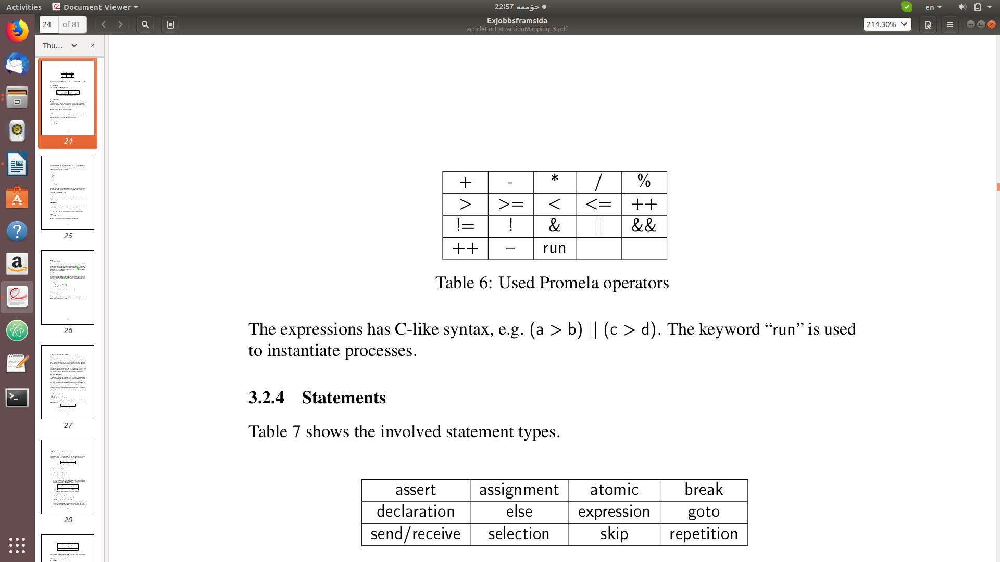 Activities Document Viewer 22:57 جۆمعه en
24 of 81 Exjobbsframsida 214.30%
articleForExtractionMapping_3.pdf
Thu...
24
25
26
27
28
+ - * / %
> >= < <= ++
!= ! & || &&
++ – run
Table 6: Used Promela operators
The expressions has C-like syntax, e.g. (a > b) || (c > d). The keyword “run” is used
to instantiate processes.
3.2.4 Statements
Table 7 shows the involved statement types.
assert assignment atomic break
declaration else expression goto
send/receive selection skip repetition